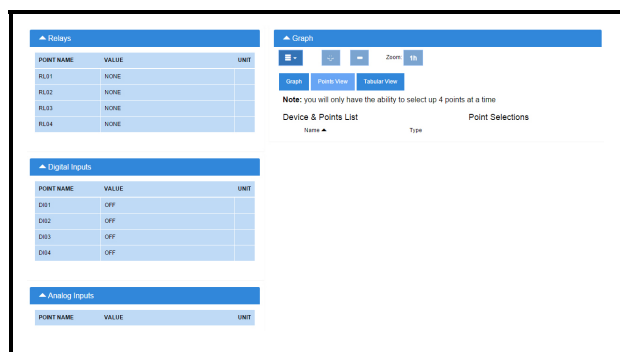 Relays
POINT NAME VALUE UNIT
RL01 NONE
RL02 NONE
RL03 NONE
RL04 NONE
Digital Inputs
POINT NAME VALUE UNIT
DI01 OFF
DI02 OFF
DI03 OFF
DI04 OFF
Analog Inputs
POINT NAME VALUE UNIT
Graph
Zoom: 1h
Graph Points View Tabular View
Note: you will only have the ability to select up 4 points at a time
Device & Points List Point Selections
Name Type